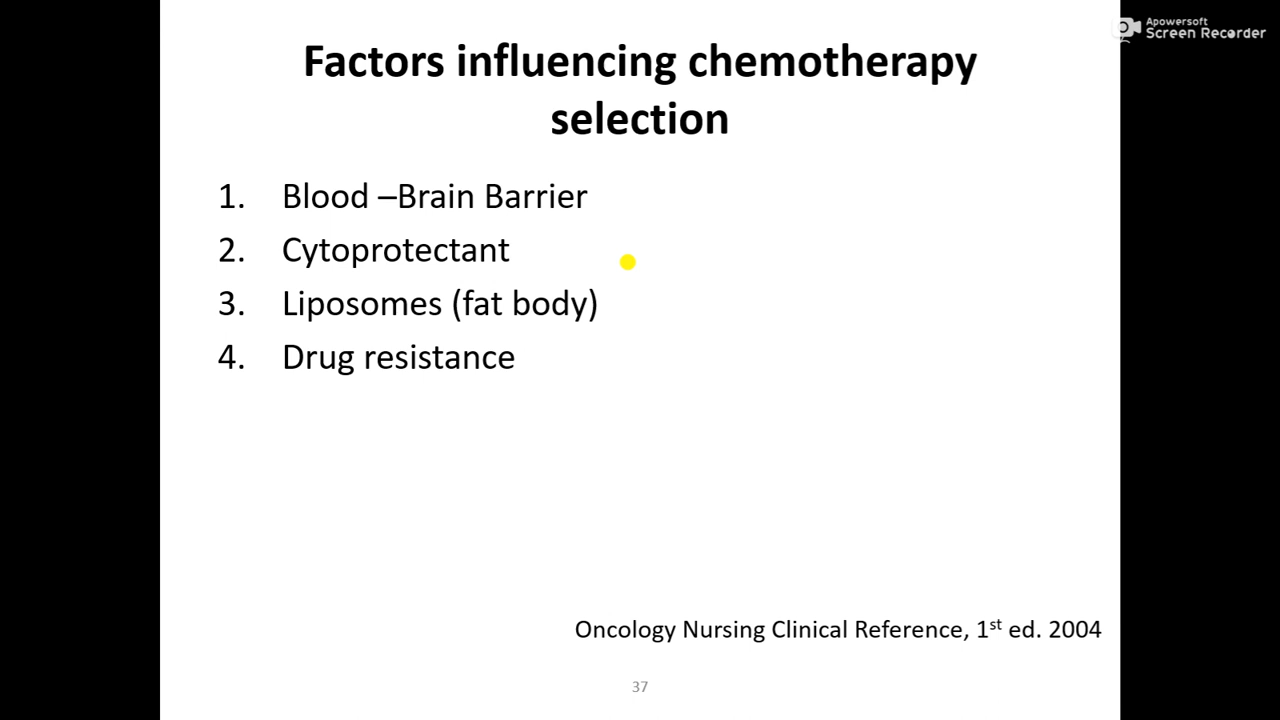 Apowersoft
Screen Recorder
Factors influencing chemotherapy
selection
1. Blood –Brain Barrier
2. Cytoprotectant
3. Liposomes (fat body)
4. Drug resistance
Oncology Nursing Clinical Reference, 1st ed. 2004
37